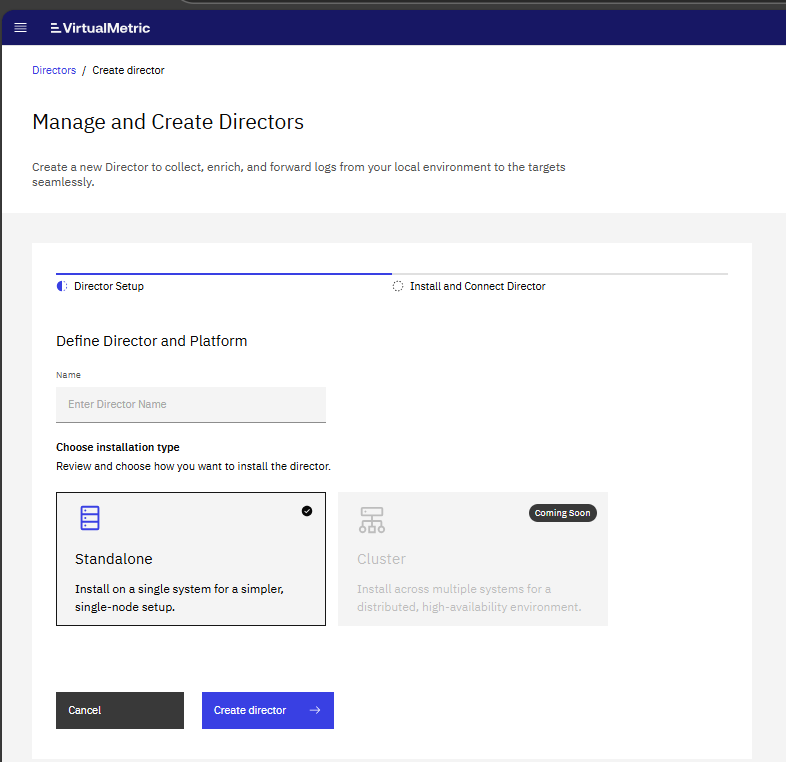 VirtualMetric
Directors / Create director
Manage and Create Directors
Create a new Director to collect, enrich, and forward logs from your local environment to the targets
seamlessly.
Director Setup
Install and Connect Director
Define Director and Platform
Name
Enter Director Name
Choose installation type
Review and choose how you want to install the director.
Standalone
Install on a single system for a simpler,
single-node setup.
Coming Soon
Cluster
Install across multiple systems for a
distributed, high-availability environment.
Cancel
Create director